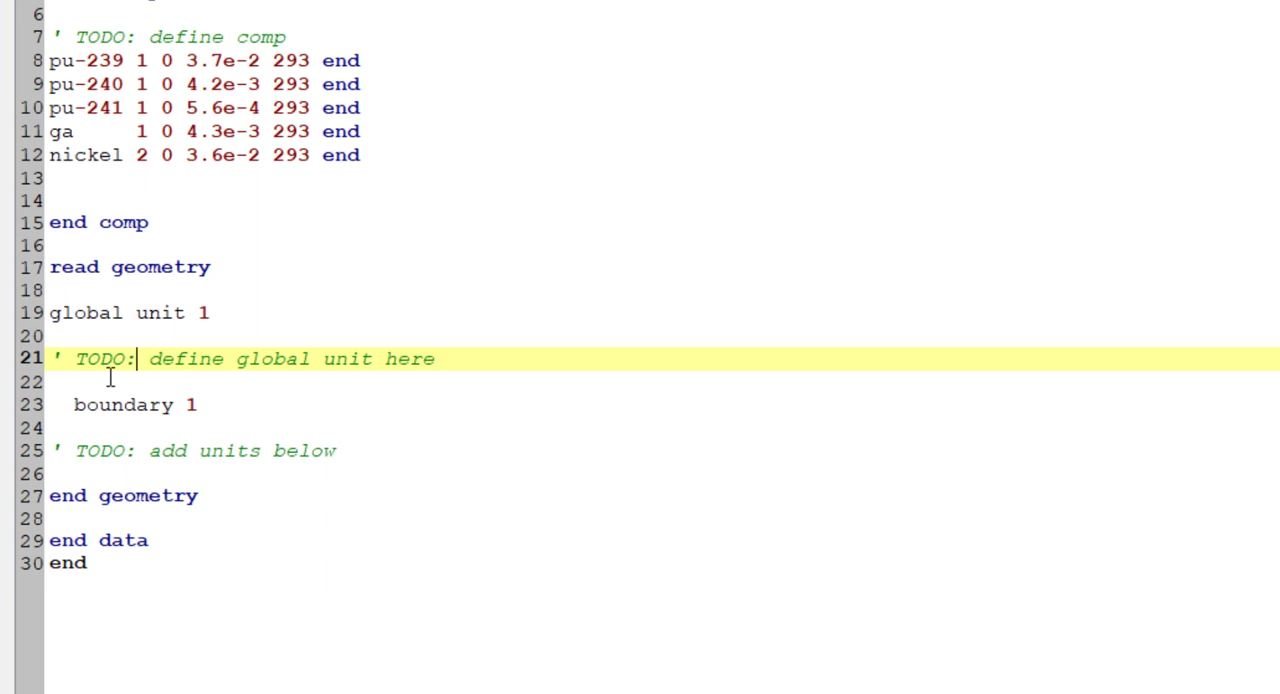 6
7 ' TODO: define comp
8 pu-239 1 0 3.7e-2 293 end
9 pu-240 1 0 4.2e-3 293 end
10 pu-241 1 0 5.6e-4 293 end
11 ga     1 0 4.3e-3 293 end
12 nickel 2 0 3.6e-2 293 end
13
14
15 end comp
16
17 read geometry
18
19 global unit 1
20
21 ' TODO: define global unit here
22
23   boundary 1
24
25 ' TODO: add units below
26
27 end geometry
28
29 end data
30 end